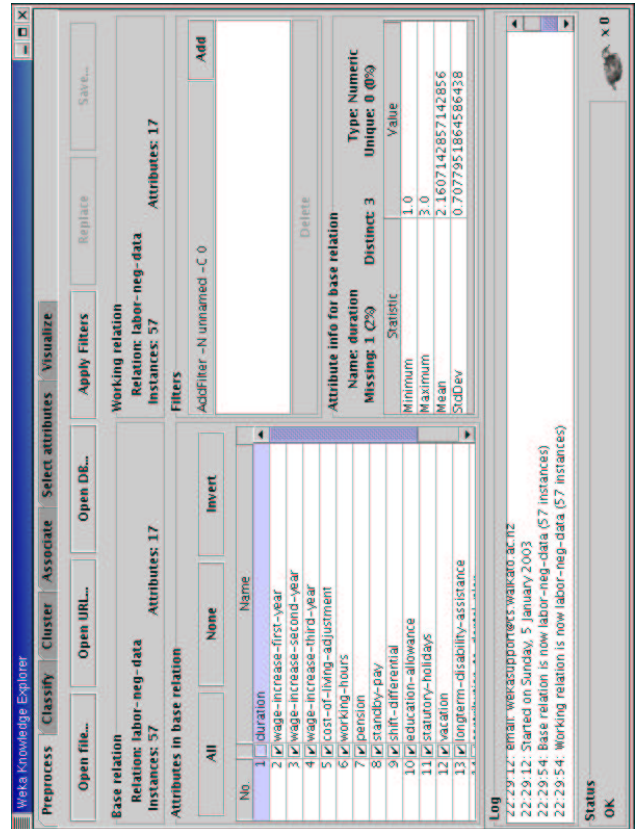 Weka Knowledge Explorer
Preprocess Classify Cluster Associate Select attributes Visualize
Open file... Open URL... Open DB... Apply Filters Replace Save...
Base relation
Relation: labor-neg-data
Instances: 57 Attributes: 17
Working relation
Relation: labor-neg-data
Instances: 57 Attributes: 17
Attributes in base relation
All None Invert
No. Name
1 duration
2 wage-increase-first-year
3 wage-increase-second-year
4 wage-increase-third-year
5 cost-of-living-adjustment
6 working-hours
7 pension
8 standby-pay
9 shift-differential
10 education-allowance
11 statutory-holidays
12 vacation
13 longterm-disability-assistance
Filters
AddFilter -N unnamed -C 0 Add
Delete
Attribute info for base relation
Name: duration Type: Numeric
Missing: 1 (2%) Distinct: 3 Unique: 0 (0%)
Statistic Value
Minimum 1.0
Maximum 3.0
Mean 2.1607142857142856
StdDev 0.7077951864586438
Log
22:29:12: email: wekasupport@cs.waikato.ac.nz
22:29:12: Started on Sunday, 5 January 2003
22:29:54: Base relation is now labor-neg-data (57 instances)
22:29:54: Working relation is now labor-neg-data (57 instances)
Status
OK
x 0